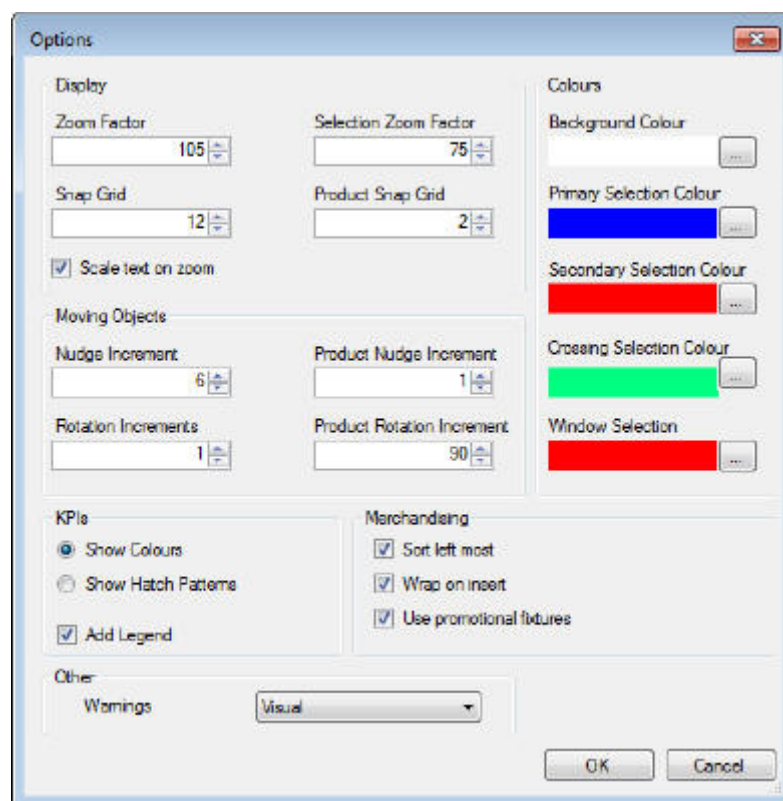 Options
Display
Zoom Factor Selection Zoom Factor
105 75
Snap Grid Product Snap Grid
12 2
Scale text on zoom
Moving Objects
Nudge Increment Product Nudge Increment
6 1
Rotation Increments Product Rotation Increment
1 90
Colours
Background Colour
...
Primary Selection Colour
...
Secondary Selection Colour
...
Crossing Selection Colour
...
Window Selection
...
KPIs
Show Colours
Show Hatch Patterns
Add Legend
Merchandising
Sort left most
Wrap on insert
Use promotional fixtures
Other
Warnings Visual
OK Cancel